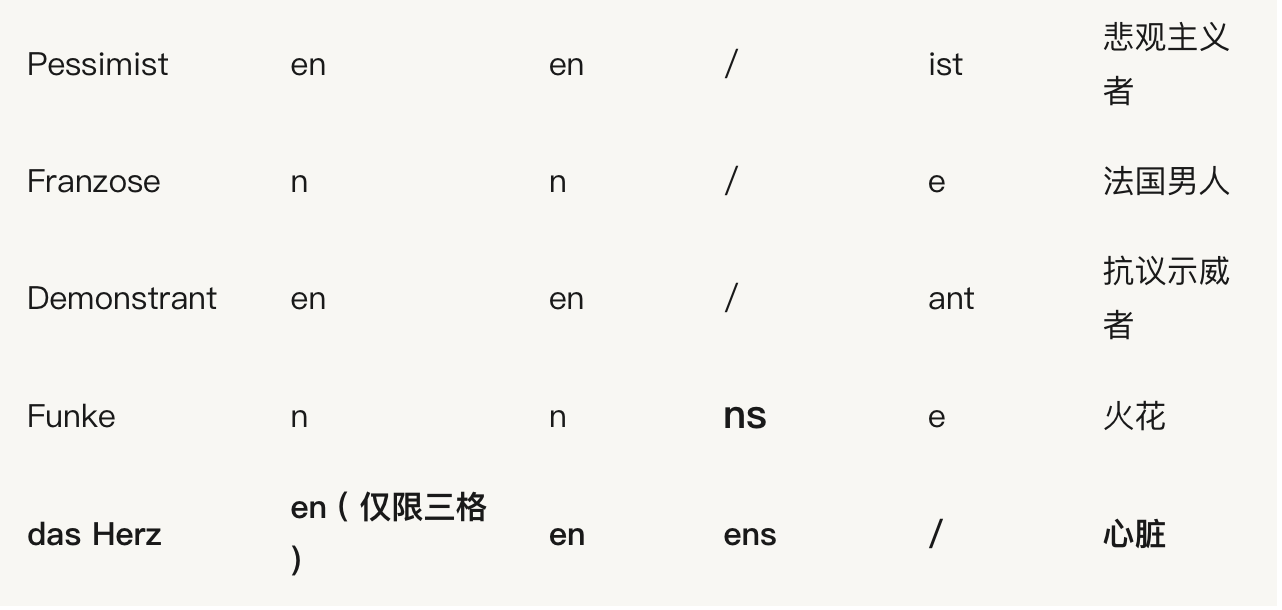 Pessimist en en / ist 悲观主义
者
Franzose n n / e 法国男人
Demonstrant en en / ant 抗议示威
者
Funke n n ns e 火花
das Herz en（仅限三格
） en ens / 心脏